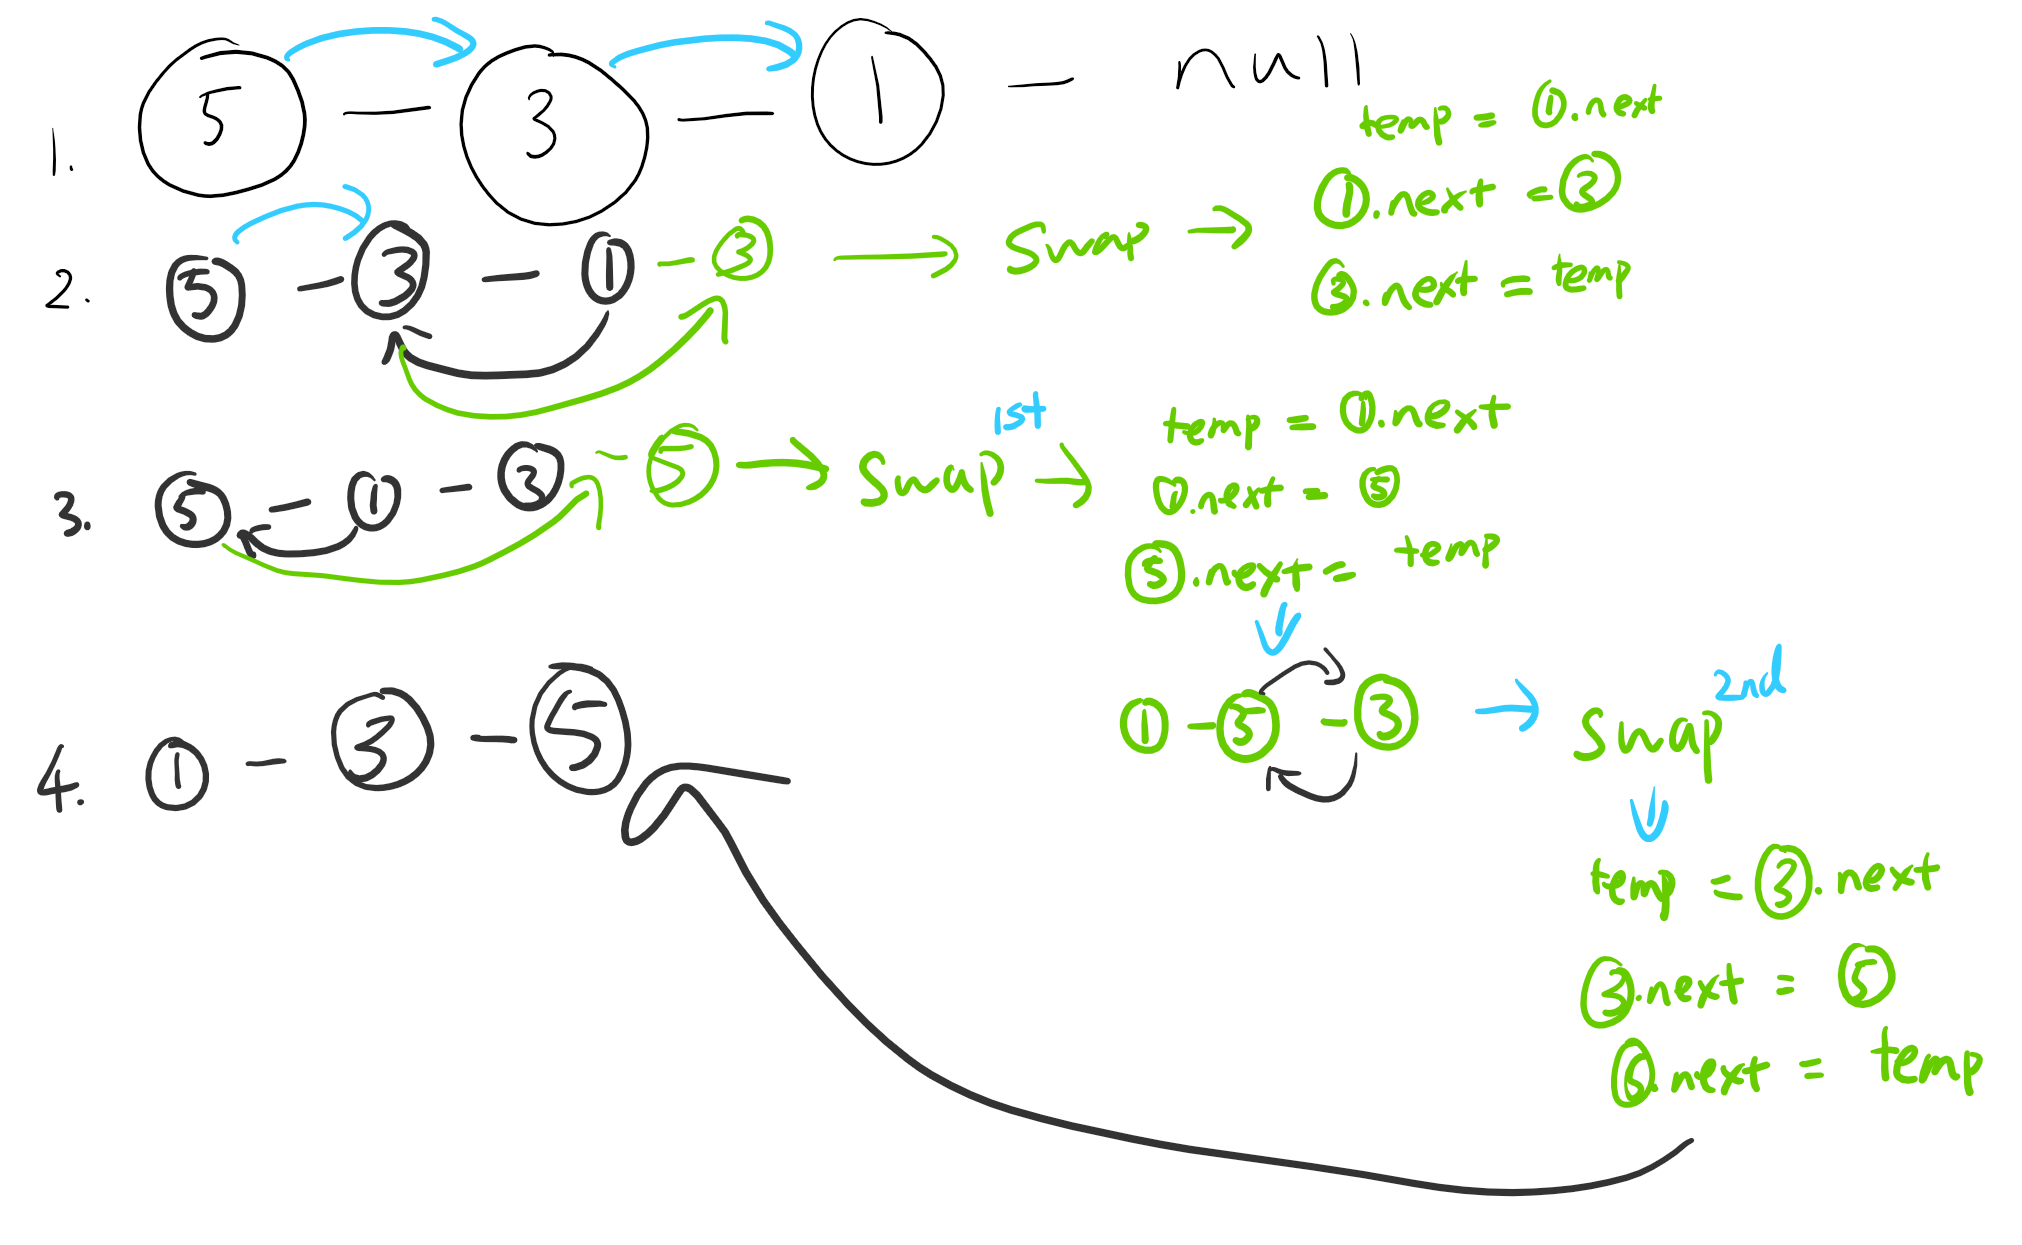 1. 5 — 3 — 1 — null
temp = 1.next
2. 5 — 3 — 1 — 3 → swap →
1.next = 3
3.next = temp
3. 5 — 1 — 3 — 5 → swap 1st →
temp = 1.next
1.next = 5
5.next = temp
1 — 5 — 3 → swap 2nd
4. 1 — 3 — 5
temp = 3.next
3.next = 5
5.next = temp